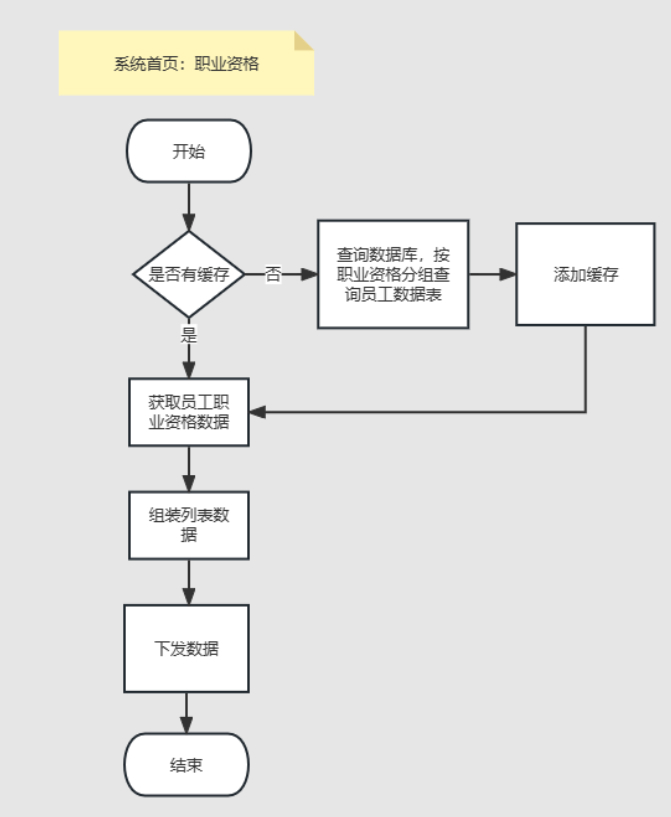 系统首页：职业资格
开始
是否有缓存
否
查询数据库，按
职业资格分组查
询员工数据表
添加缓存
是
获取员工职
业资格数据
组装列表数
据
下发数据
结束